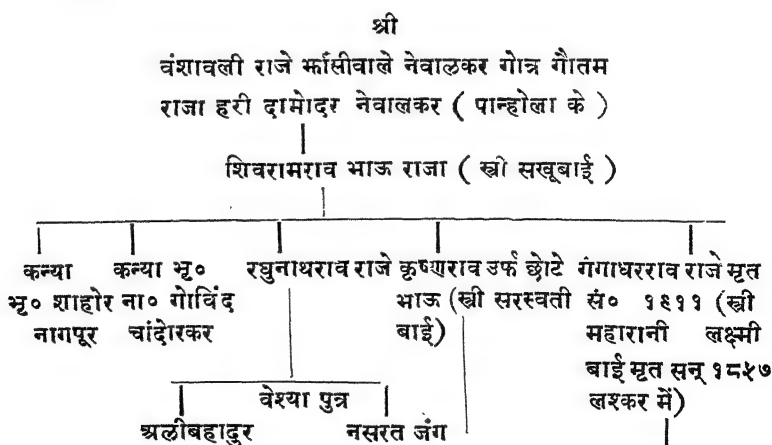 श्री
वंशावली राजे झाँसीवाले नेवालकर गोत्र गौतम
राजा हरी दामोदर नेवालकर ( पान्होला के )
शिवरामराव भाऊ राजा ( स्त्री सखूबाई )
कन्या कन्या भृ० रघुनाथराव राजे कृष्णराव उर्फ छोटे गंगाधरराव राजे मृत
भृ० शाहोर ना० गोविंद भाऊ (स्त्री सरस्वती सं० १९११ (स्त्री
नागपूर चांदोरकर बाई) महारानी लक्ष्मी
बाई मृत सन् १८५७
वेश्या पुत्र लश्कर में)
अलीबहादुर नसरत जंग